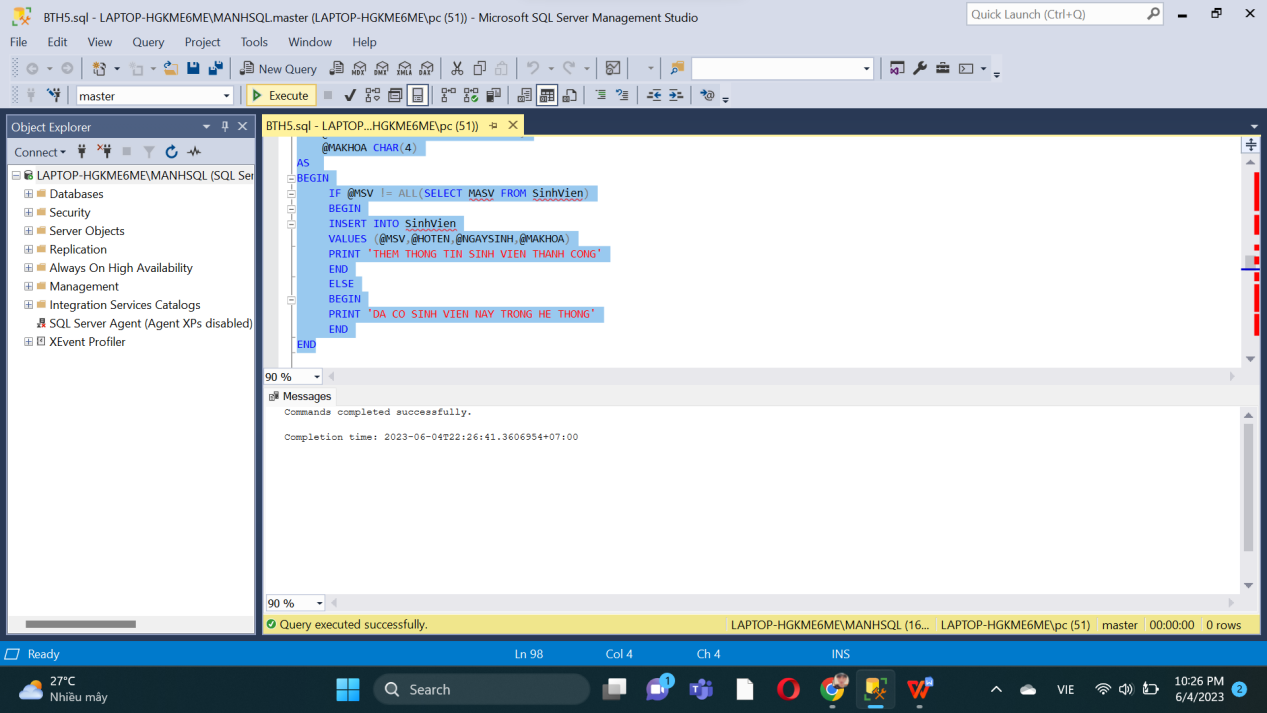 BTH5.sql - LAPTOP-HGKME6ME\MANHSQL.master (LAPTOP-HGKME6ME\pc (51)) - Microsoft SQL Server Management Studio
Quick Launch (Ctrl+Q)
File Edit View Query Project Tools Window Help
New Query
MDX DMX XMLA DAX
master
Execute
Object Explorer
Connect
LAPTOP-HGKME6ME\MANHSQL (SQL Ser
Databases
Security
Server Objects
Replication
Always On High Availability
Management
Integration Services Catalogs
SQL Server Agent (Agent XPs disabled)
XEvent Profiler
BTH5.sql - LAPTOP...HGKME6ME\pc (51))
@MAKHOA CHAR(4)
AS
BEGIN
IF @MSV != ALL(SELECT MASV FROM SinhVien)
BEGIN
INSERT INTO SinhVien
VALUES (@MSV,@HOTEN,@NGAYSINH,@MAKHOA)
PRINT 'THEM THONG TIN SINH VIEN THANH CONG'
END
ELSE
BEGIN
PRINT 'DA CO SINH VIEN NAY TRONG HE THONG'
END
END
90 %
Messages
Commands completed successfully.
Completion time: 2023-06-04T22:26:41.3606954+07:00
90 %
Query executed successfully.
LAPTOP-HGKME6ME\MANHSQL (16... LAPTOP-HGKME6ME\pc (51) master 00:00:00 0 rows
Ready
Ln 98 Col 4 Ch 4 INS
27°C
Nhiều mây
Search
1
VIE
10:26 PM
6/4/2023
2